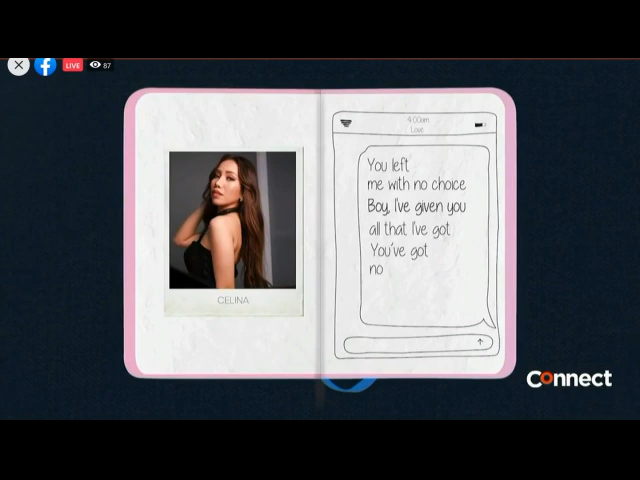 LIVE
87
CELINA
4:00am
Love
You left
me with no choice
Boy, I've given you
all that I've got
You've got
no
Connect